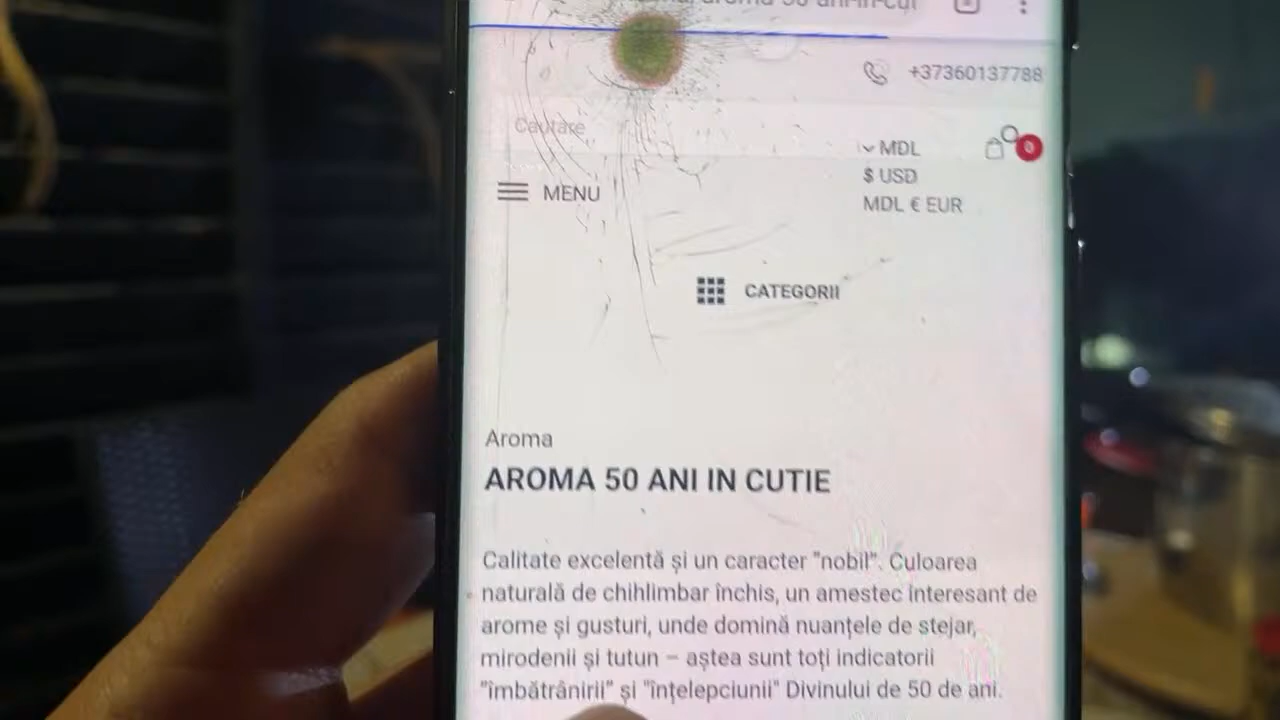 +37360137788
Cautare
MDL
0
$ USD
MENU
MDL € EUR
CATEGORII
Aroma
AROMA 50 ANI IN CUTIE
Calitate excelentă și un caracter "nobil". Culoarea
naturală de chihlimbar închis, un amestec interesant de
arome și gusturi, unde domină nuanțele de stejar,
mirodenii și tutun – aștea sunt toți indicatorii
"îmbătrânirii" și "înțelepciunii" Divinului de 50 de ani.